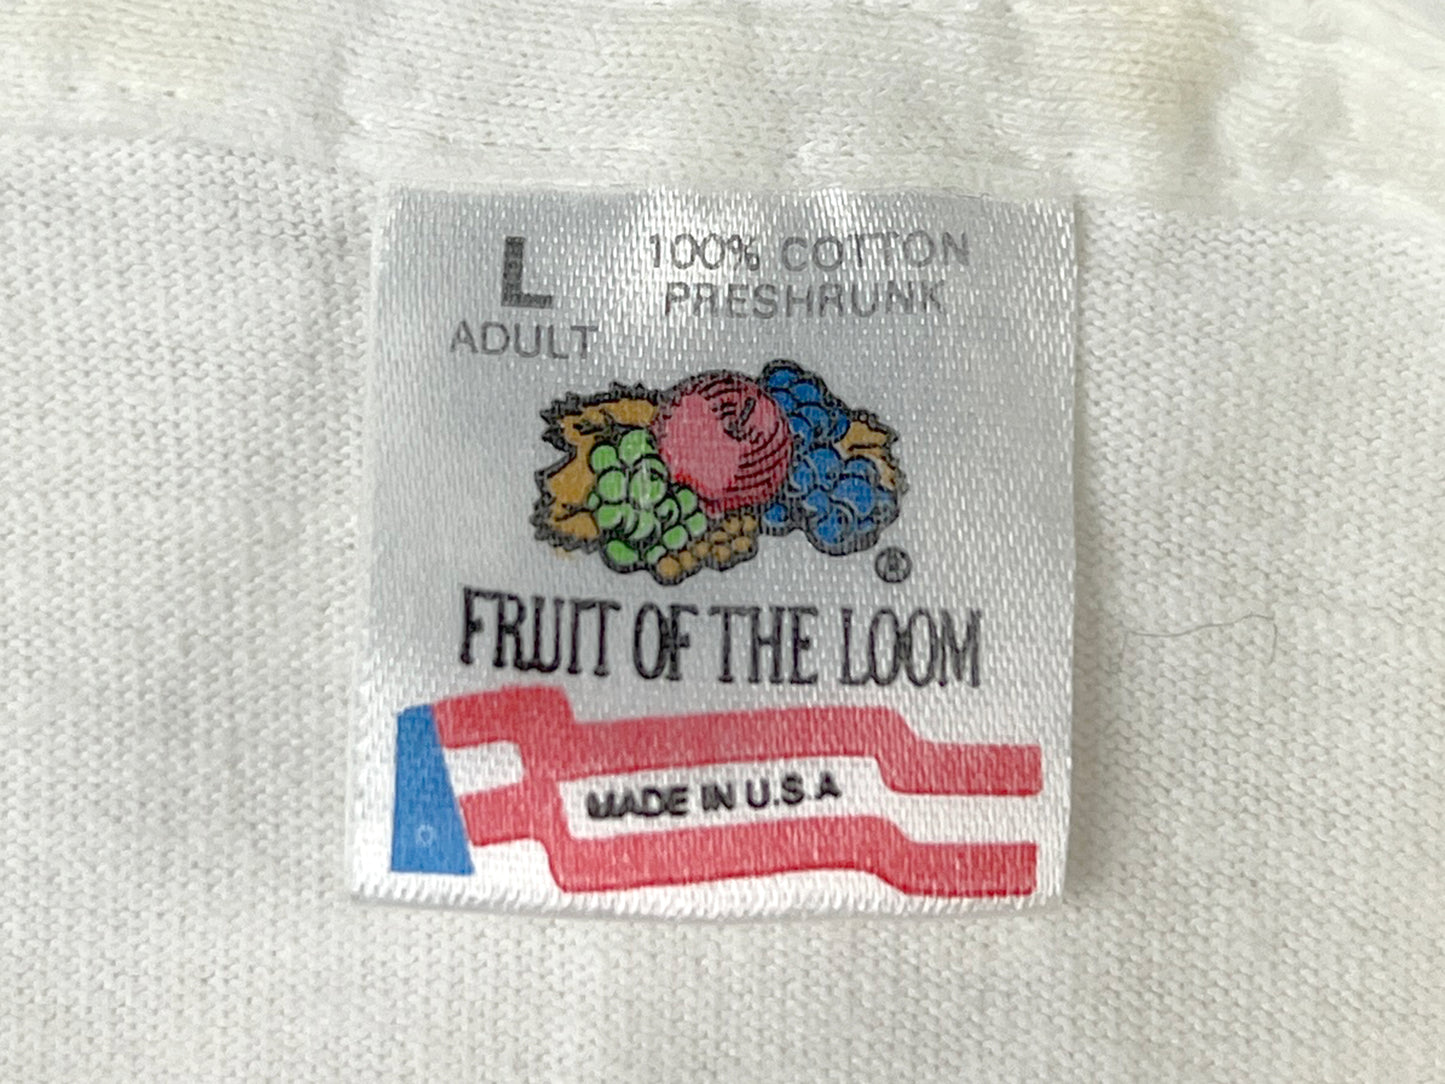 L
ADULT
100% COTTON
PRESHRUNK
®
FRUIT OF THE LOOM
MADE IN U.S.A